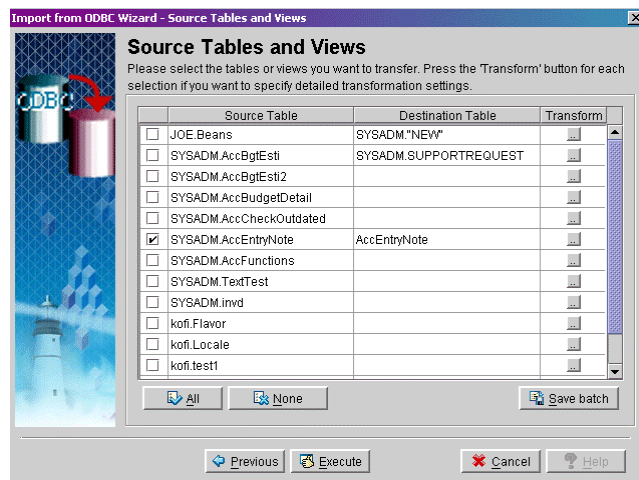 Import from ODBC Wizard - Source Tables and Views
Source Tables and Views
Please select the tables or views you want to transfer. Press the 'Transform' button for each
selection if you want to specify detailed transformation settings.
ODBC
Source Table Destination Table Transform
JOE.Beans SYSADM."NEW" ...
SYSADM.AccBgtEsti SYSADM.SUPPORTREQUEST ...
SYSADM.AccBgtEsti2 ...
SYSADM.AccBudgetDetail ...
SYSADM.AccCheckOutdated ...
SYSADM.AccEntryNote AccEntryNote ...
SYSADM.AccFunctions ...
SYSADM.TextTest ...
SYSADM.invd ...
kofi.Flavor ...
kofi.Locale ...
kofi.test1 ...
All None Save batch
Previous Execute Cancel Help